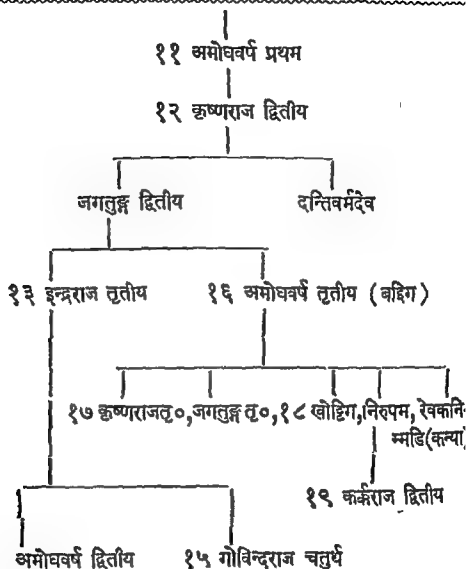 ११ अमोघवर्ष प्रथम
१२ कृष्णराज द्वितीय
जगतुङ्ग द्वितीय दन्तिवर्मदेव
१३ इन्द्रराज तृतीय १६ अमोघवर्ष तृतीय ( बद्दिग )
१७ कृष्णराजतृ०,जगतुङ्ग तृ०,१८ खोट्टिग,निरुपम, रेवकनि-
म्मडि(कन्या)
१९ कर्कराज द्वितीय
अमोघवर्ष द्वितीय १५ गोविन्दराज चतुर्थ